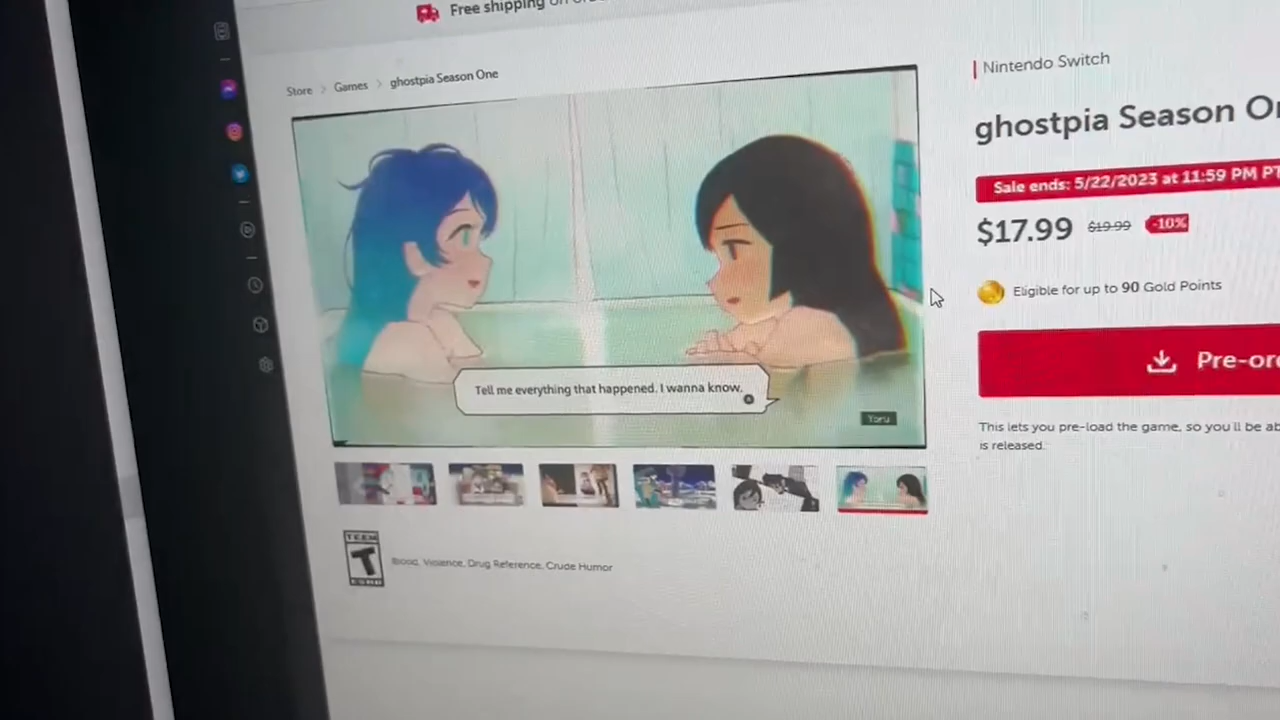 Free shipping on
Store > Games > ghostpia Season One
Nintendo Switch
ghostpia Season
Sale ends: 5/22/2023 at 11:59 PM PT
$17.99 $19.99 -10%
Eligible for up to 90 Gold Points
Pre-or
This lets you pre-load the game, so you'll be ab
is released.
Tell me everything that happened. I wanna know.
Yoru
TEEN
T
ESRB
Blood, Violence, Drug Reference, Crude Humor